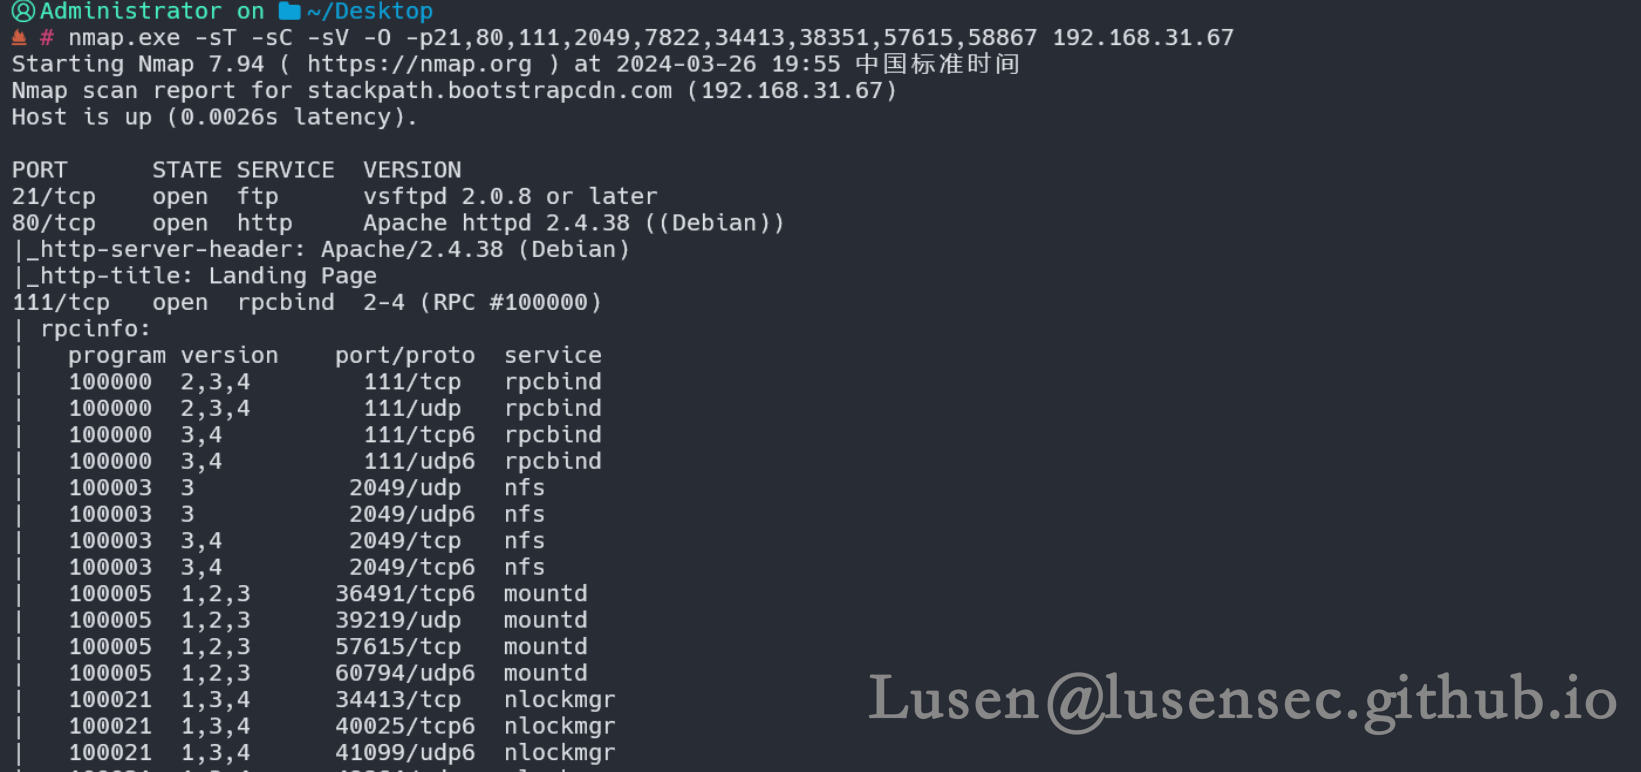 Administrator on ~/Desktop
# nmap.exe -sT -sC -sV -O -p21,80,111,2049,7822,34413,38351,57615,58867 192.168.31.67
Starting Nmap 7.94 ( https://nmap.org ) at 2024-03-26 19:55 中国标准时间
Nmap scan report for stackpath.bootstrapcdn.com (192.168.31.67)
Host is up (0.0026s latency).
PORT     STATE SERVICE  VERSION
21/tcp   open  ftp      vsftpd 2.0.8 or later
80/tcp   open  http     Apache httpd 2.4.38 ((Debian))
|_http-server-header: Apache/2.4.38 (Debian)
|_http-title: Landing Page
111/tcp  open  rpcbind  2-4 (RPC #100000)
| rpcinfo:
|   program version    port/proto  service
|   100000  2,3,4        111/tcp   rpcbind
|   100000  2,3,4        111/udp   rpcbind
|   100000  3,4          111/tcp6  rpcbind
|   100000  3,4          111/udp6  rpcbind
|   100003  3           2049/udp   nfs
|   100003  3           2049/udp6  nfs
|   100003  3,4         2049/tcp   nfs
|   100003  3,4         2049/tcp6  nfs
|   100005  1,2,3      36491/tcp6  mountd
|   100005  1,2,3      39219/udp   mountd
|   100005  1,2,3      57615/tcp   mountd
|   100005  1,2,3      60794/udp6  mountd
|   100021  1,3,4      34413/tcp   nlockmgr
|   100021  1,3,4      40025/tcp6  nlockmgr
|   100021  1,3,4      41099/udp6  nlockmgr
Lusen@lusensec.github.io